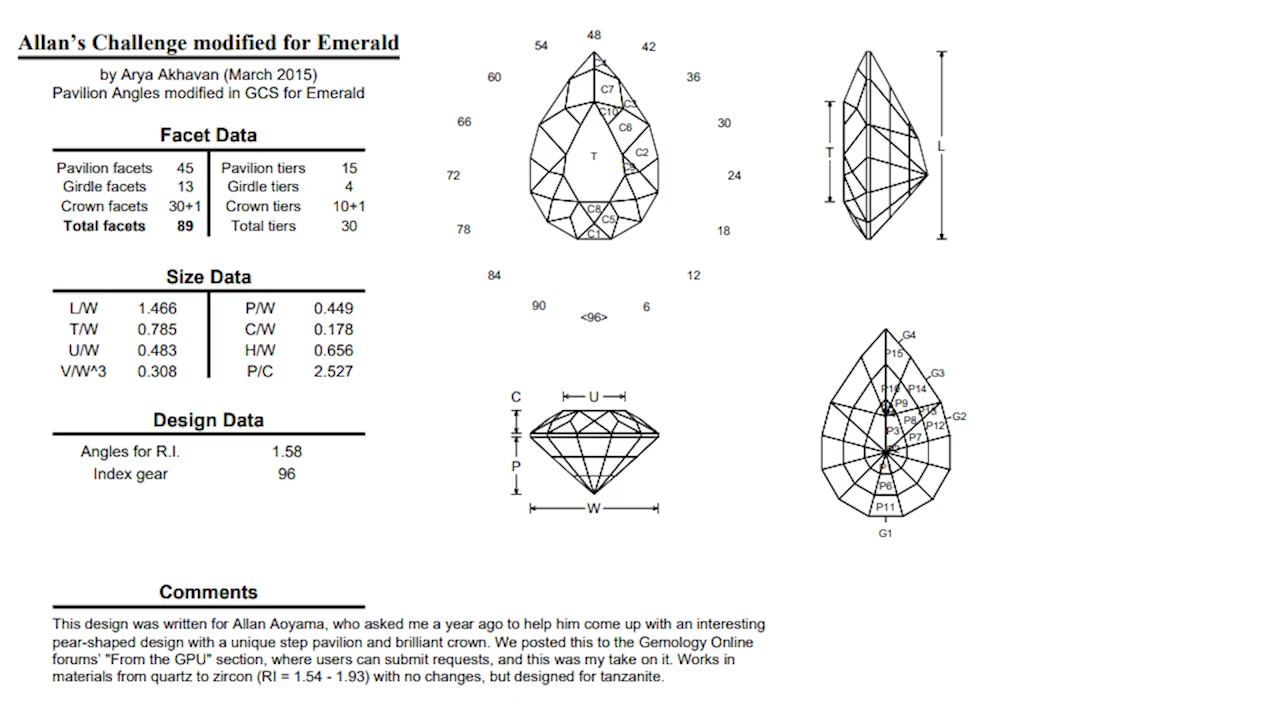 Allan's Challenge modified for Emerald
by Arya Akhavan (March 2015)
Pavilion Angles modified in GCS for Emerald
Facet Data
Pavilion facets 45 Pavilion tiers 15
Girdle facets 13 Girdle tiers 4
Crown facets 30+1 Crown tiers 10+1
Total facets 89 Total tiers 30
Size Data
L/W 1.466 P/W 0.449
T/W 0.785 C/W 0.178
U/W 0.483 H/W 0.656
V/W^3 0.308 P/C 2.527
Design Data
Angles for R.I. 1.58
Index gear 96
48
54 42
60 36
66 30
72 24
78 18
84 12
90 6
<96>
C4
C7
C3
C10
C6
T C2
C9
C8
C5
C1
T L
C U
P
W
G4
P15
G3
P10 P14
P9
P13 G2
P8 P12
P3 P7
P2
P1
P6
P11
G1
Comments
This design was written for Allan Aoyama, who asked me a year ago to help him come up with an interesting
pear-shaped design with a unique step pavilion and brilliant crown. We posted this to the Gemology Online
forums' "From the GPU" section, where users can submit requests, and this was my take on it. Works in
materials from quartz to zircon (RI = 1.54 - 1.93) with no changes, but designed for tanzanite.